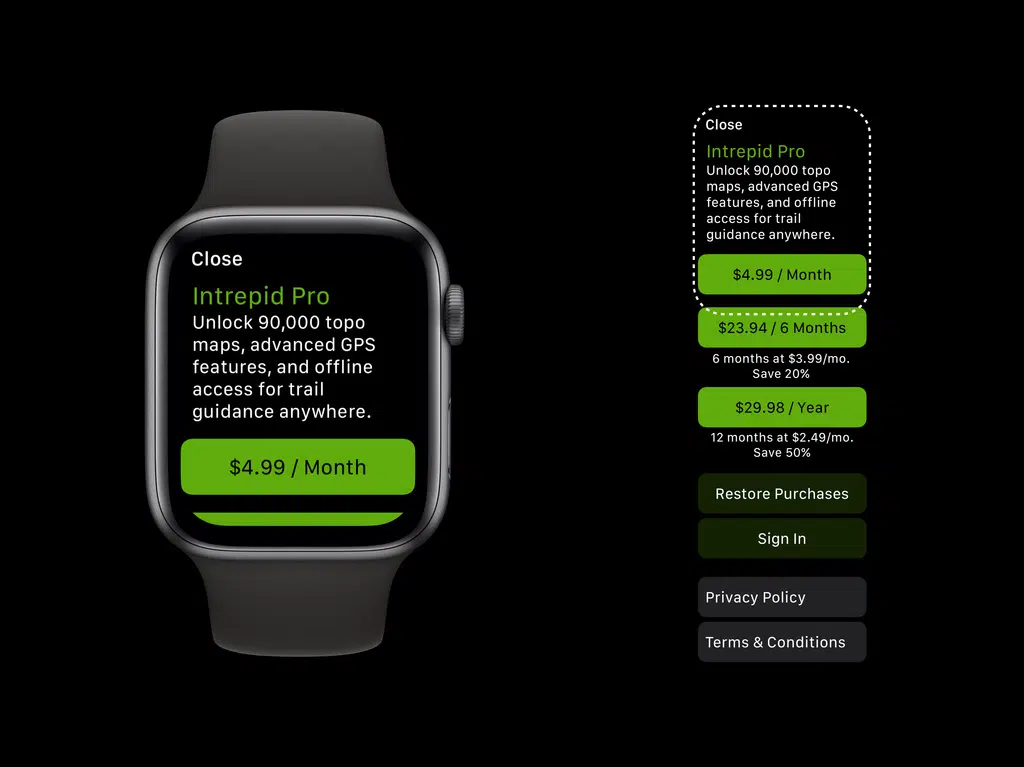 Close
Intrepid Pro
Unlock 90,000 topo
maps, advanced GPS
features, and offline
access for trail
guidance anywhere.
$4.99 / Month
Close
Intrepid Pro
Unlock 90,000 topo
maps, advanced GPS
features, and offline
access for trail
guidance anywhere.
$4.99 / Month
$23.94 / 6 Months
6 months at $3.99/mo.
Save 20%
$29.98 / Year
12 months at $2.49/mo.
Save 50%
Restore Purchases
Sign In
Privacy Policy
Terms & Conditions